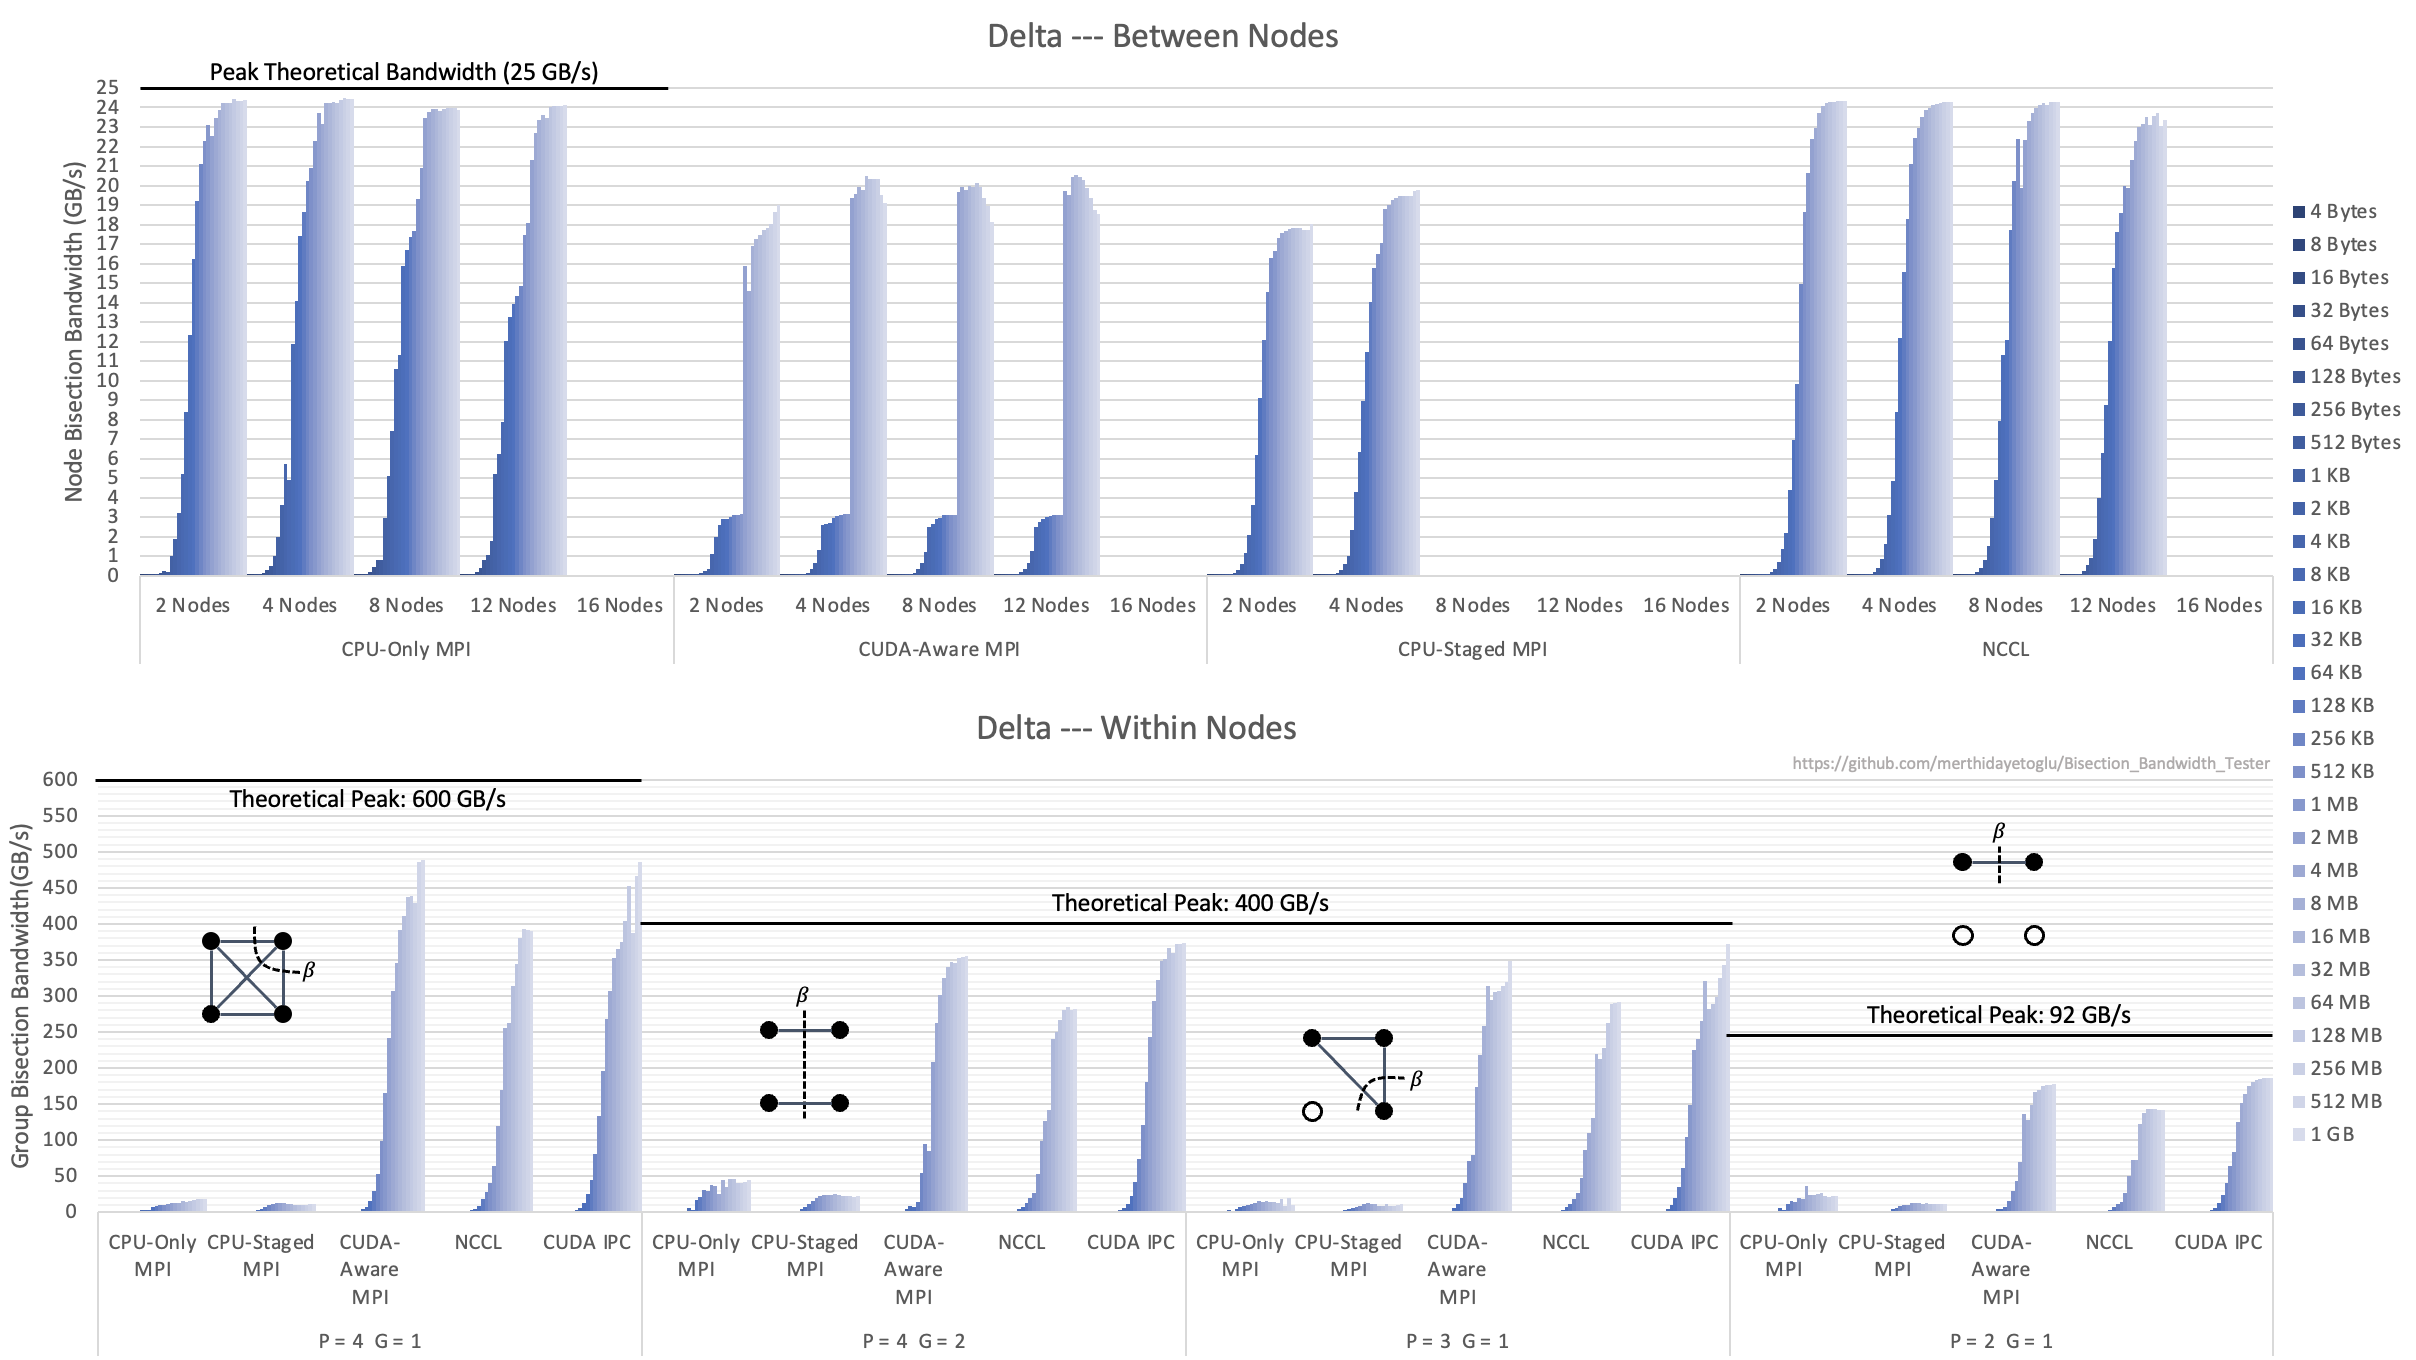 Delta --- Between Nodes
Peak Theoretical Bandwidth (25 GB/s)
Node Bisection Bandwidth (GB/s)
25
24
23
22
21
20
19
18
17
16
15
14
13
12
11
10
9
8
7
6
5
4
3
2
1
0
2 Nodes 4 Nodes 8 Nodes 12 Nodes 16 Nodes 2 Nodes 4 Nodes 8 Nodes 12 Nodes 16 Nodes 2 Nodes 4 Nodes 8 Nodes 12 Nodes 16 Nodes 2 Nodes 4 Nodes 8 Nodes 12 Nodes 16 Nodes
CPU-Only MPI CUDA-Aware MPI CPU-Staged MPI NCCL
4 Bytes
8 Bytes
16 Bytes
32 Bytes
64 Bytes
128 Bytes
256 Bytes
512 Bytes
1 KB
2 KB
4 KB
8 KB
16 KB
32 KB
64 KB
128 KB
256 KB
512 KB
1 MB
2 MB
4 MB
8 MB
16 MB
32 MB
64 MB
128 MB
256 MB
512 MB
1 GB
Delta --- Within Nodes
https://github.com/merthidayetoglu/Bisection_Bandwidth_Tester
Group Bisection Bandwidth(GB/s)
600
550
500
450
400
350
300
250
200
150
100
50
0
Theoretical Peak: 600 GB/s
Theoretical Peak: 400 GB/s
Theoretical Peak: 92 GB/s
β
β
β
β
CPU-Only CPU-Staged CUDA- NCCL CUDA IPC CPU-Only CPU-Staged CUDA- NCCL CUDA IPC CPU-Only CPU-Staged CUDA- NCCL CUDA IPC CPU-Only CPU-Staged CUDA- NCCL CUDA IPC
MPI MPI Aware MPI MPI Aware MPI MPI Aware MPI MPI Aware
MPI MPI MPI MPI
P = 4 G = 1 P = 4 G = 2 P = 3 G = 1 P = 2 G = 1